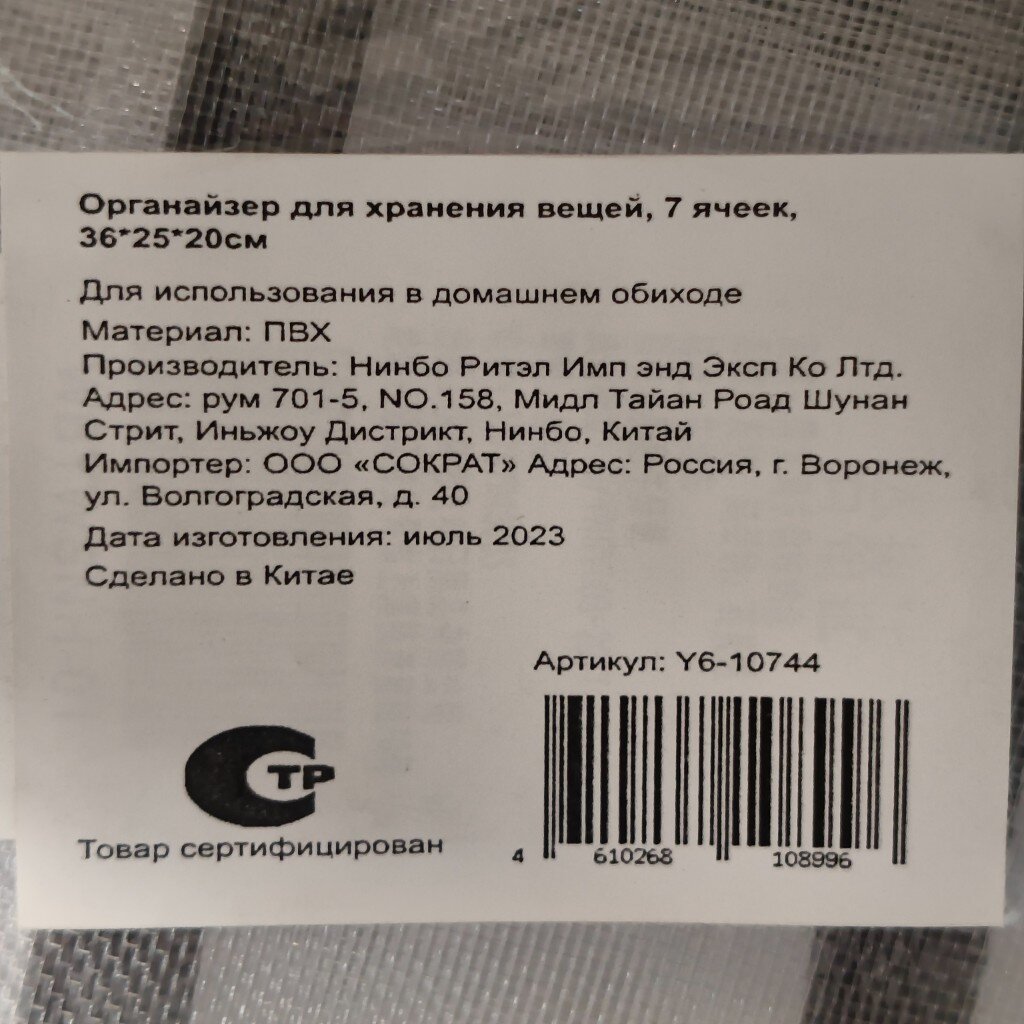 Органайзер для хранения вещей, 7 ячеек,
36*25*20см
Для использования в домашнем обиходе
Материал: ПВХ
Производитель: Нинбо Ритэл Имп энд Эксп Ко Лтд.
Адрес: рум 701-5, NO.158, Мидл Тайан Роад Шунан
Стрит, Иньжоу Дистрикт, Нинбо, Китай
Импортер: ООО «СОКРАТ» Адрес: Россия, г. Воронеж,
ул. Волгоградская, д. 40
Дата изготовления: июль 2023
Сделано в Китае
Артикул: Y6-10744
ТР
Товар сертифицирован
4 610268 108996